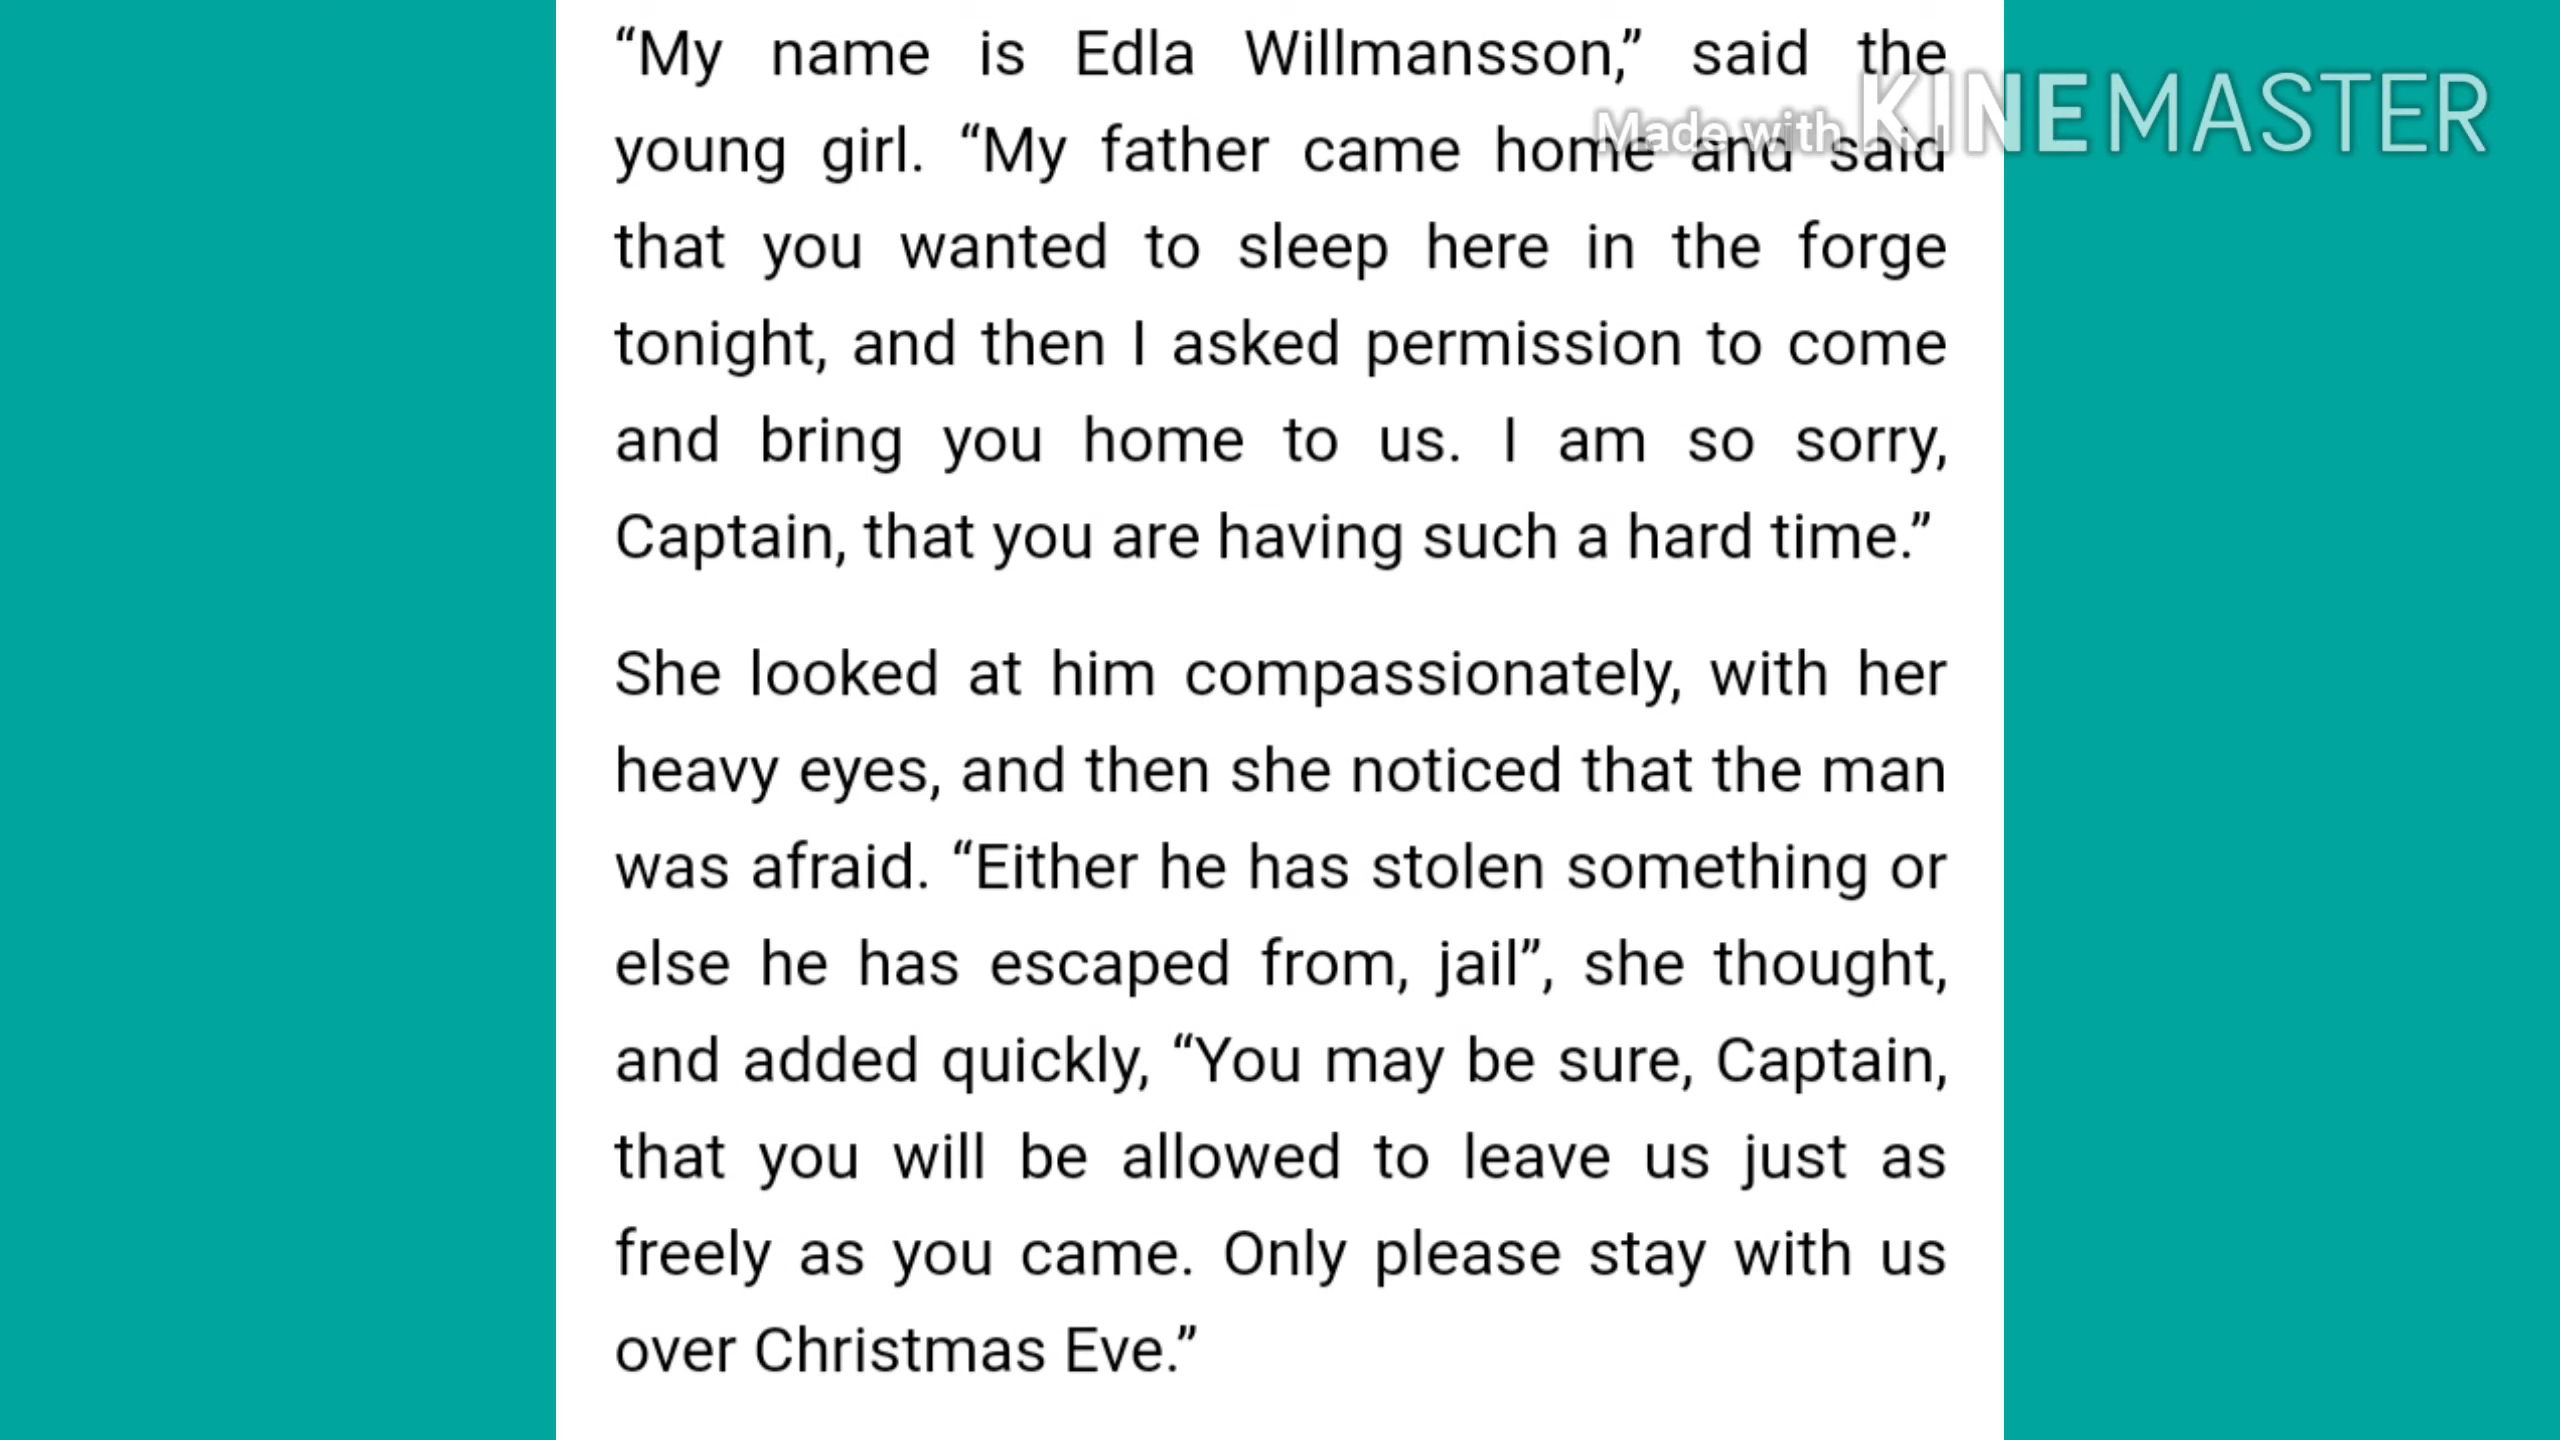 “My name is Edla Willmansson,” said the
Made with KINEMASTER
young girl. “My father came home and said
that you wanted to sleep here in the forge
tonight, and then I asked permission to come
and bring you home to us. I am so sorry,
Captain, that you are having such a hard time.”
She looked at him compassionately, with her
heavy eyes, and then she noticed that the man
was afraid. “Either he has stolen something or
else he has escaped from, jail”, she thought,
and added quickly, “You may be sure, Captain,
that you will be allowed to leave us just as
freely as you came. Only please stay with us
over Christmas Eve.”